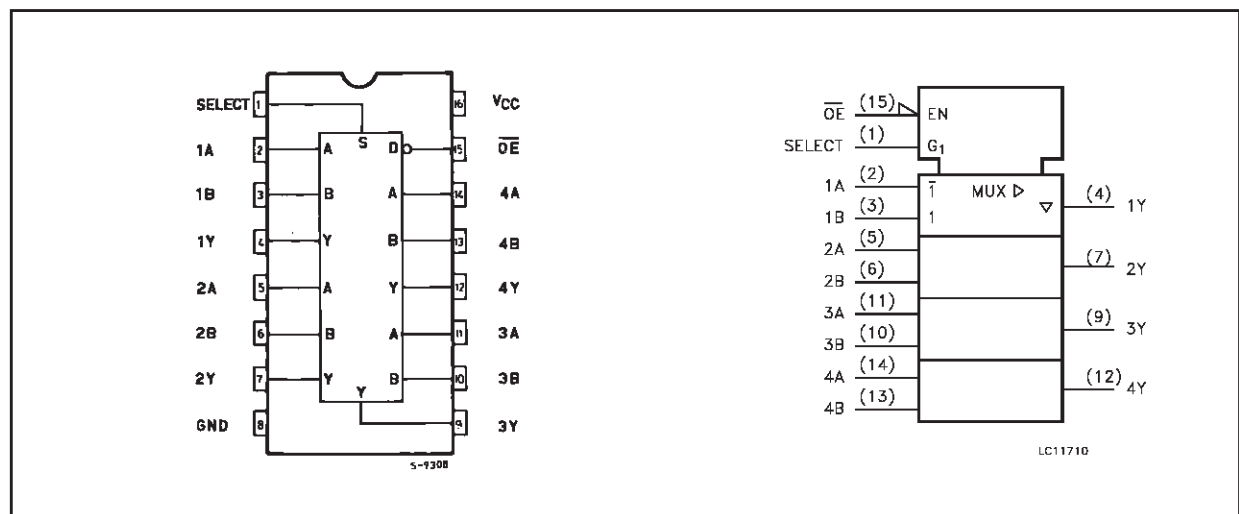 SELECT 1 16 VCC
S
1A 2 A D 15 OE
1B 3 B A 14 4A
1Y 4 Y B 13 4B
2A 5 A Y 12 4Y
2B 6 B A 11 3A
2Y 7 Y B 10 3B
Y
GND 8 9 3Y
S-9308
OE (15) EN
SELECT (1) G1
1A (2) 1 MUX ▷ ▽ (4) 1Y
1B (3) 1
2A (5)
2B (6) (7) 2Y
3A (11)
3B (10) (9) 3Y
4A (14)
4B (13) (12) 4Y
LC11710